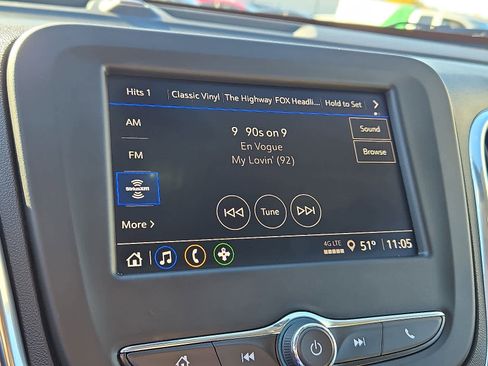 Hits 1 Classic Vinyl The Highway FOX Headli... Hold to Set
AM
9 90s on 9
Sound
En Vogue
FM
My Lovin' (92)
Browse
SiriusXM
Tune
More
4G LTE 51° 11:05